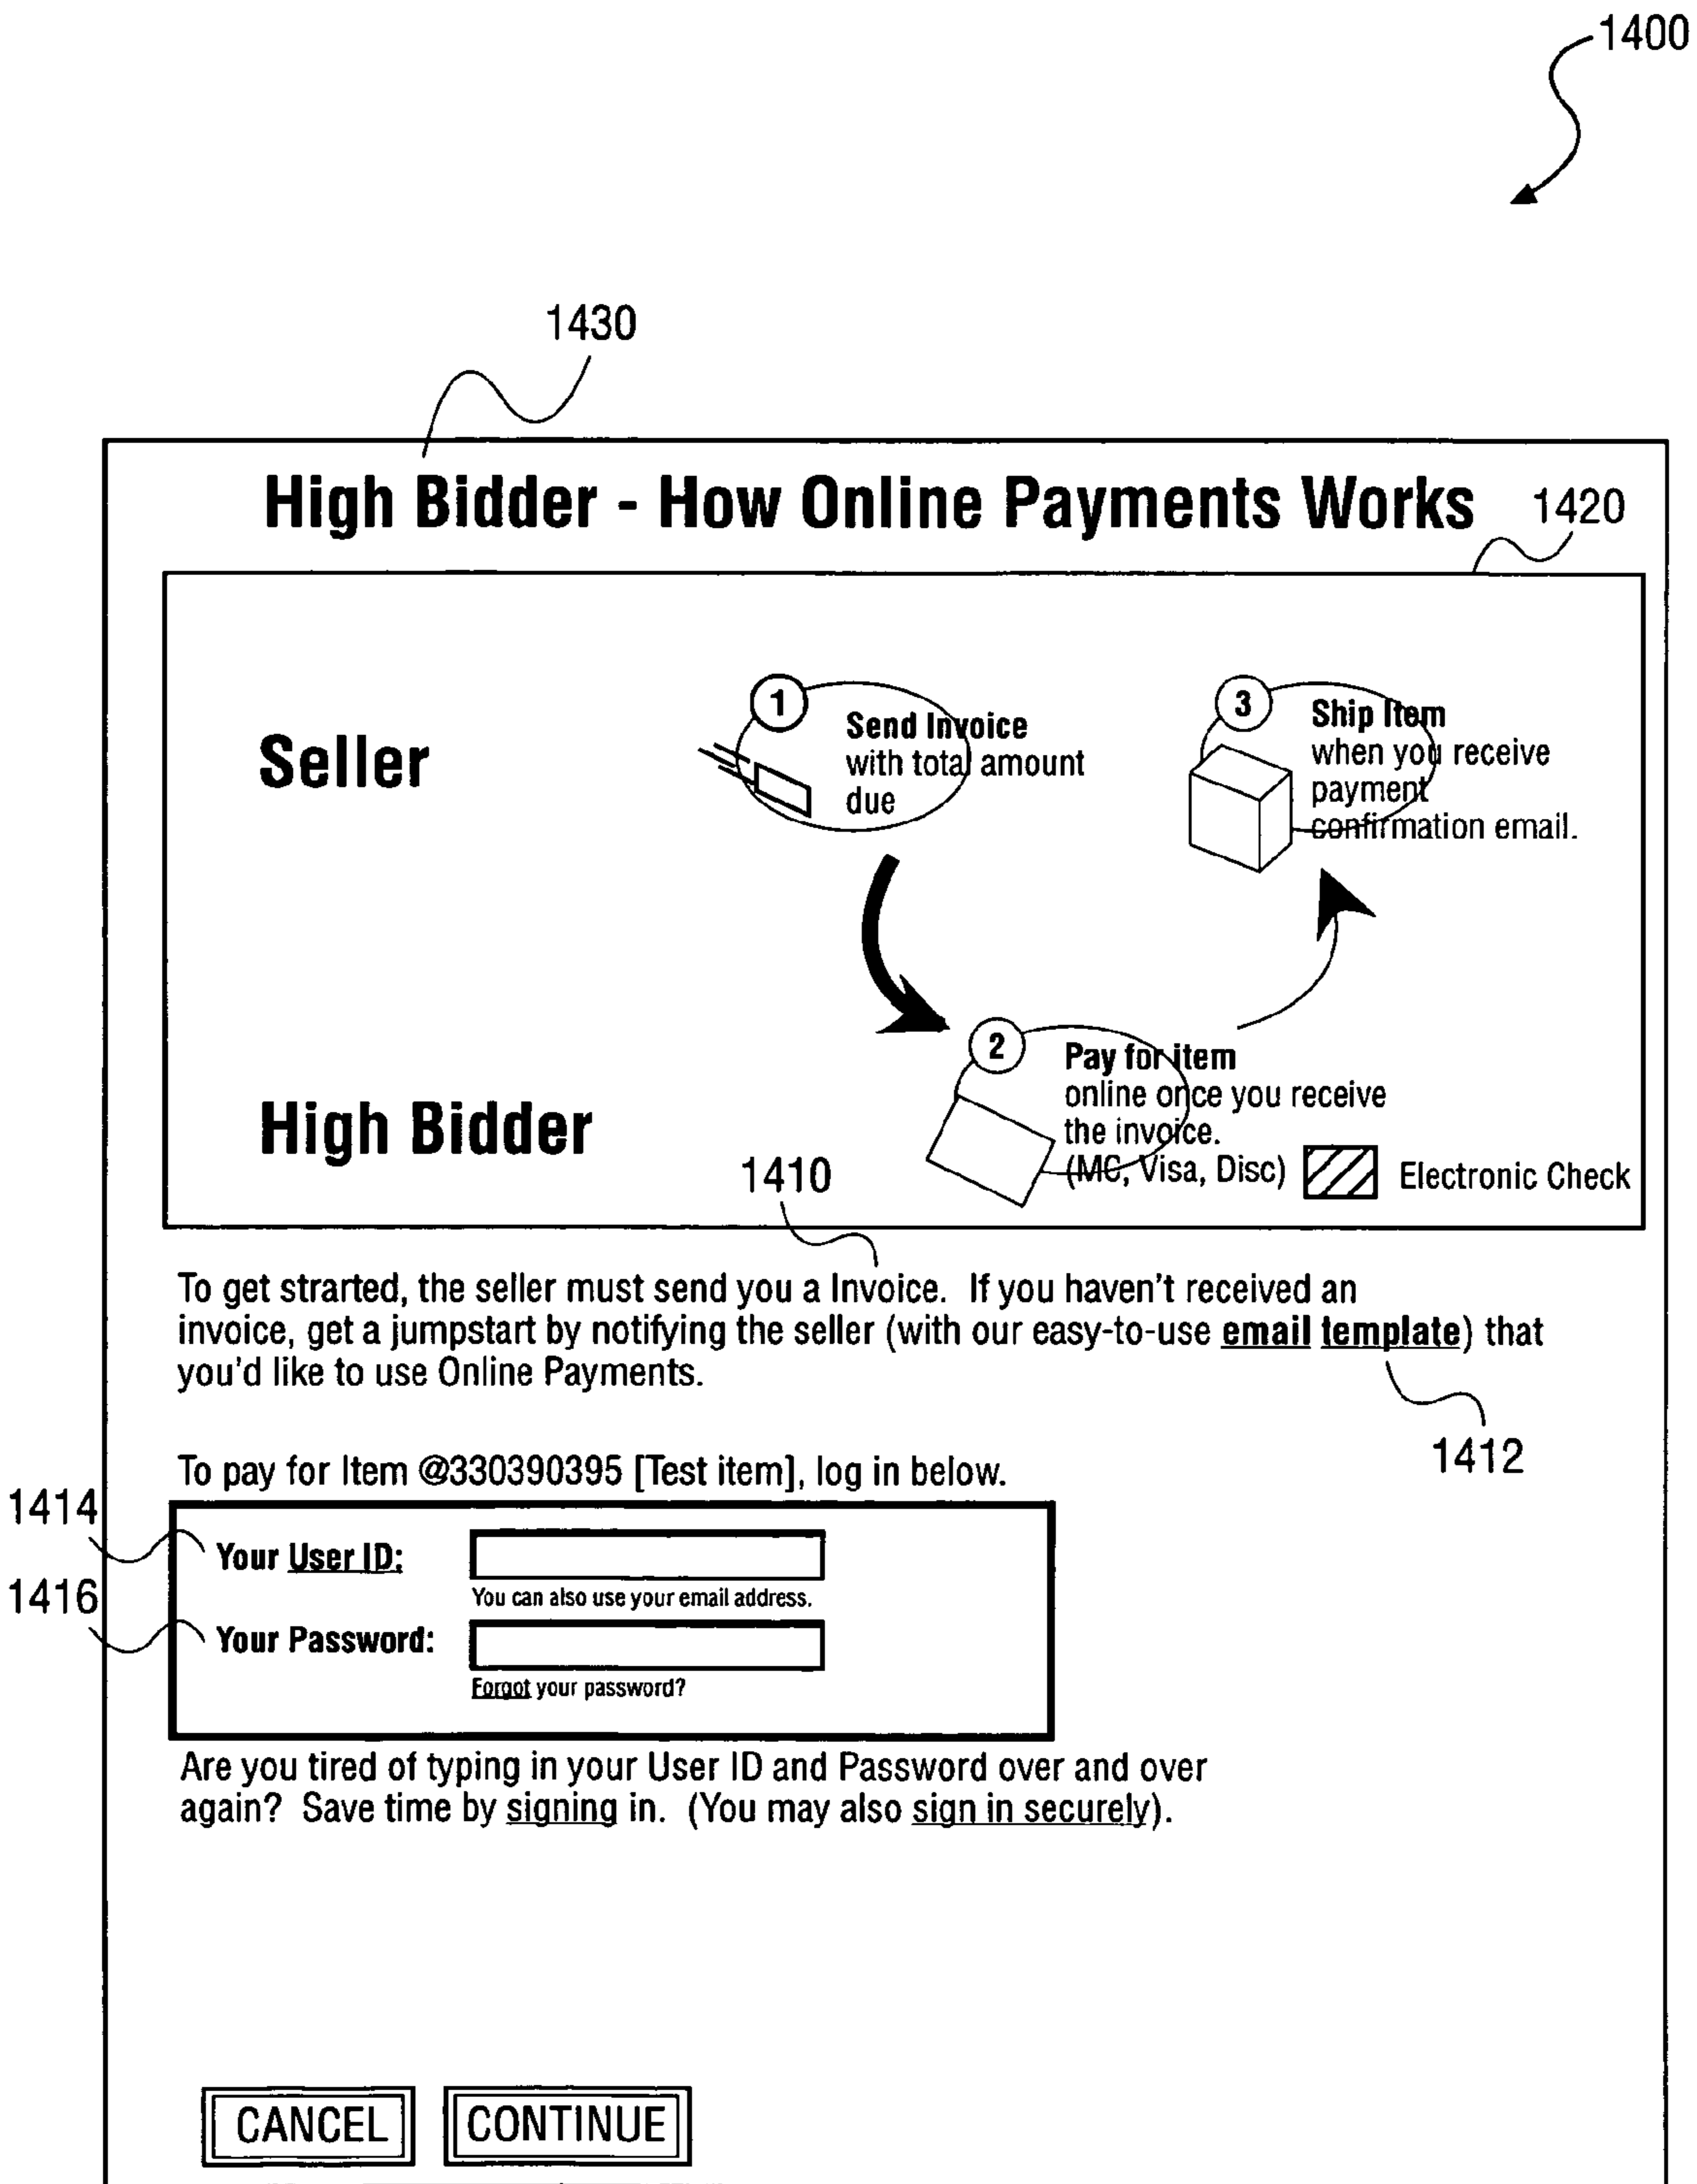 1400
1430
High Bidder - How Online Payments Works
1420
1
Send Invoice
with total amount
due
3
Ship Item
when you receive
payment
confirmation email.
Seller
2
Pay for item
online once you receive
the invoice.
(MC, Visa, Disc)
Electronic Check
High Bidder
1410
To get strarted, the seller must send you a Invoice. If you haven't received an
invoice, get a jumpstart by notifying the seller (with our easy-to-use email template) that
you'd like to use Online Payments.
1412
To pay for Item @330390395 [Test item], log in below.
1414
Your User ID:
You can also use your email address.
1416
Your Password:
Forgot your password?
Are you tired of typing in your User ID and Password over and over
again? Save time by signing in. (You may also sign in securely).
CANCEL
CONTINUE